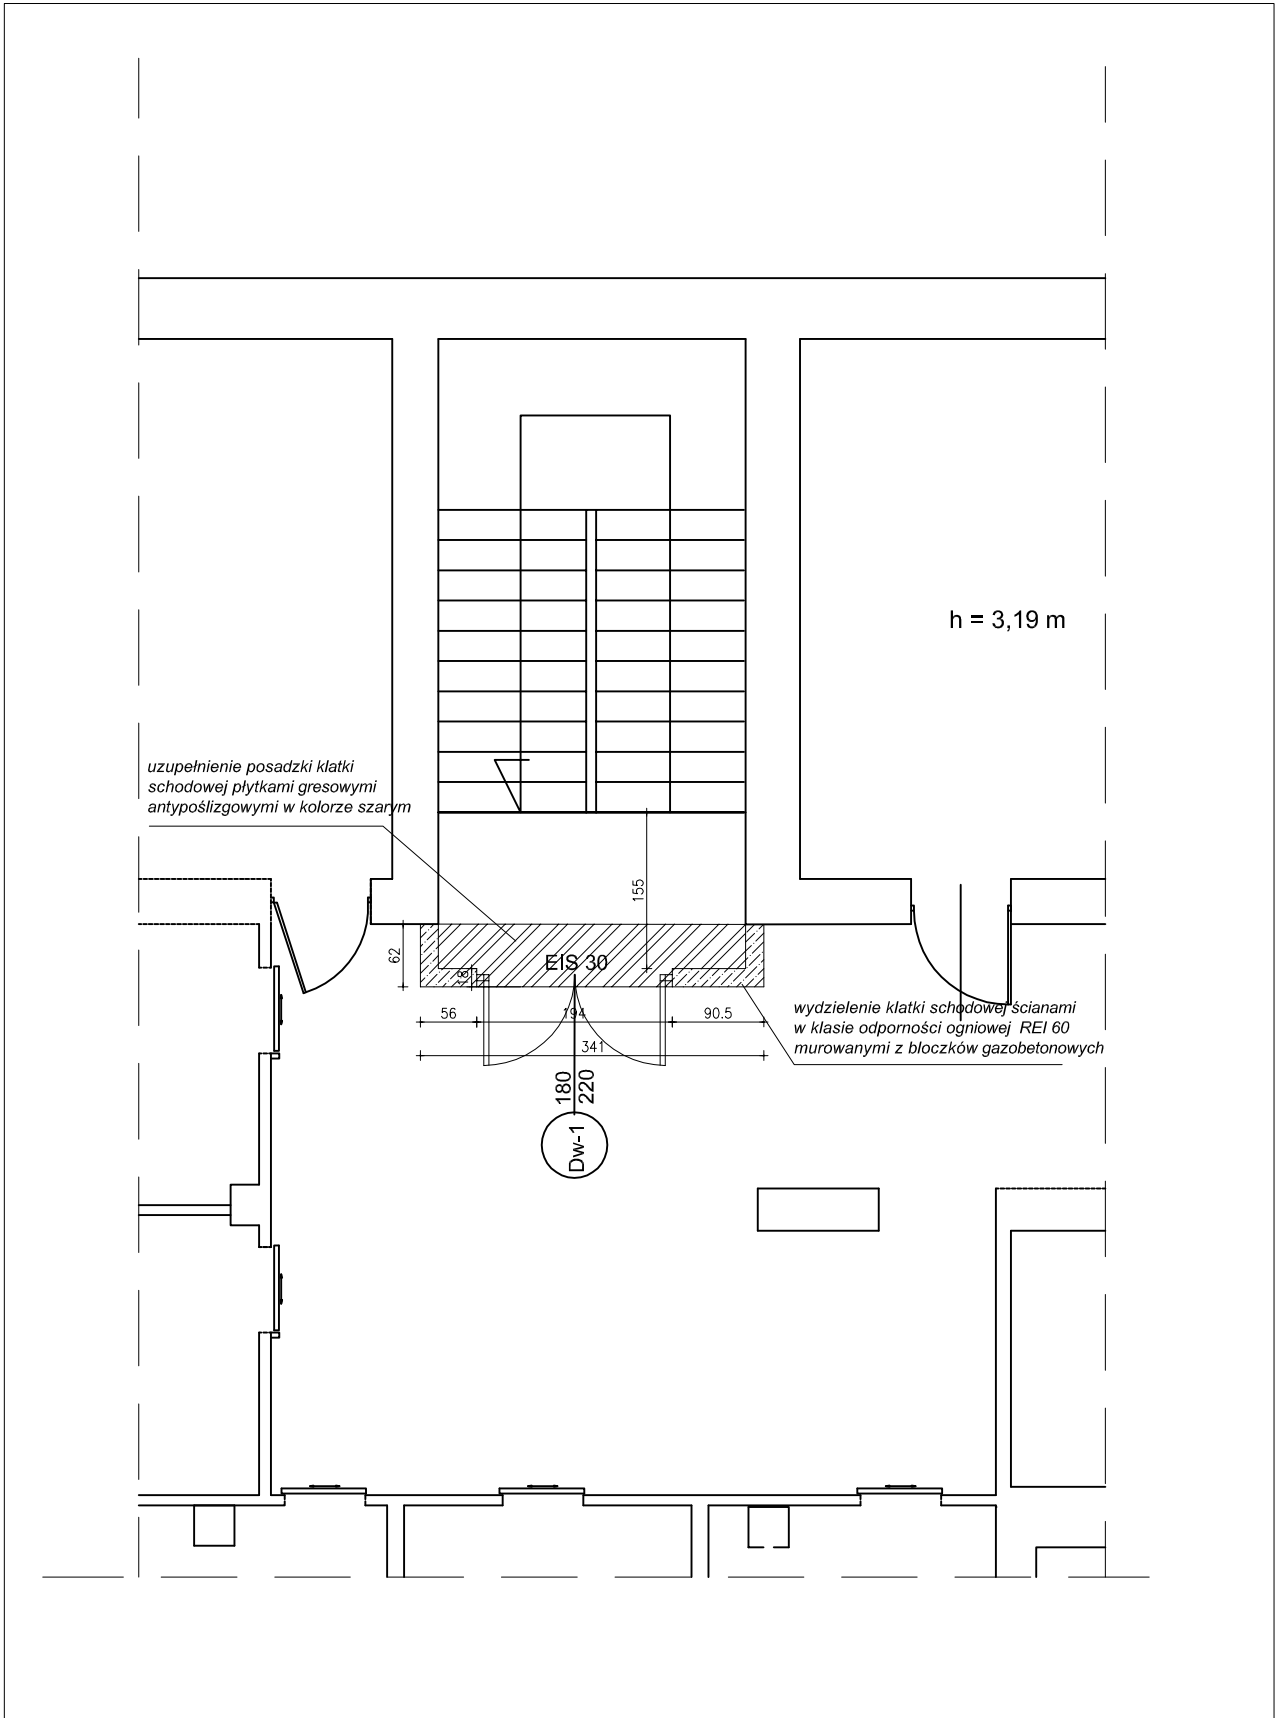 h = 3,19 m
uzupełnienie posadzki klatki
schodowej płytkami gresowymi
antypoślizgowymi w kolorze szarym
155
62
18
EIS 30
56
194
90.5
341
wydzielenie klatki schodowej ścianami
w klasie odporności ogniowej REI 60
murowanymi z bloczków gazobetonowych
180
220
Dw-1